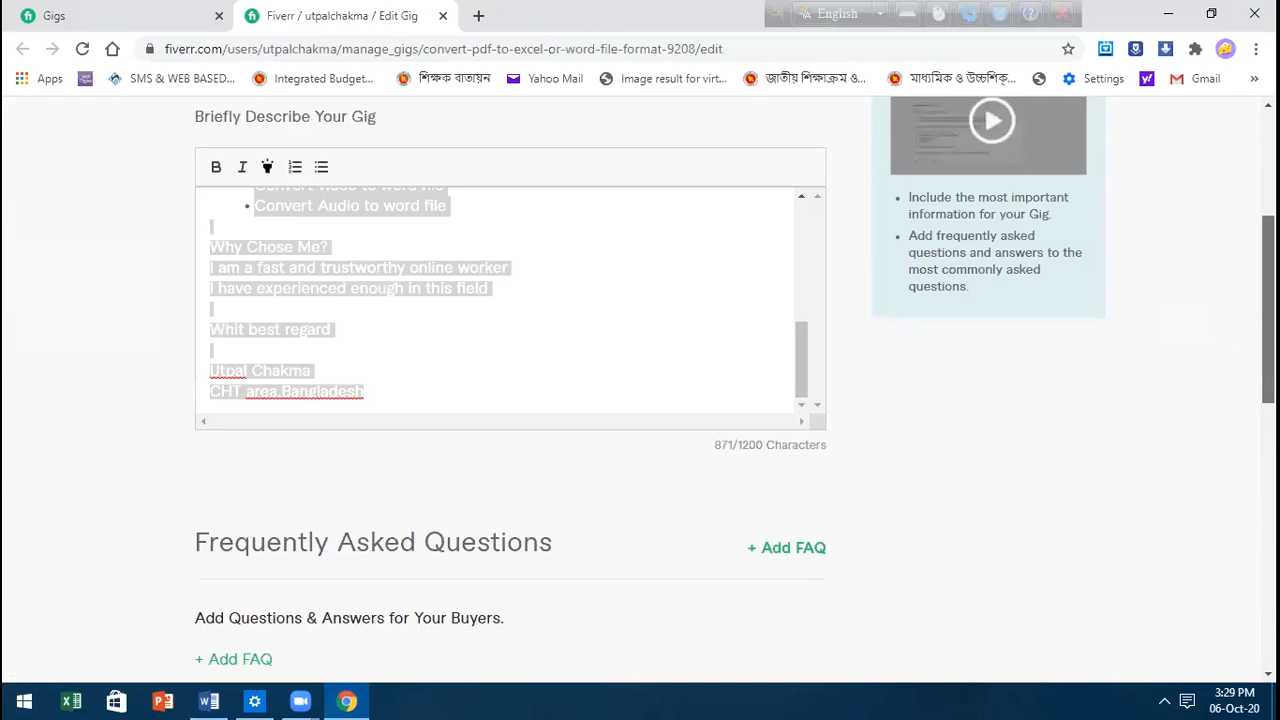 Gigs
Fiverr / utpalchakma / Edit Gig
English
fiverr.com/users/utpalchakma/manage_gigs/convert-pdf-to-excel-or-word-file-format-9208/edit
Apps
SMS & WEB BASED...
Integrated Budget...
শিক্ষক বাতায়ন
Yahoo Mail
Image result for virt...
জাতীয় শিক্ষাক্রম ও...
মাধ্যমিক ও উচ্চশিক্...
Settings
Gmail
Briefly Describe Your Gig
Convert Audio to word file
Why Chose Me?
I am a fast and trustworthy online worker
I have experienced enough in this field
Whit best regard
Utpal Chakma
CHT area,Bangladesh
871/1200 Characters
Include the most important
information for your Gig.
Add frequently asked
questions and answers to the
most commonly asked
questions.
Frequently Asked Questions
+ Add FAQ
Add Questions & Answers for Your Buyers.
+ Add FAQ
3:29 PM
06-Oct-20